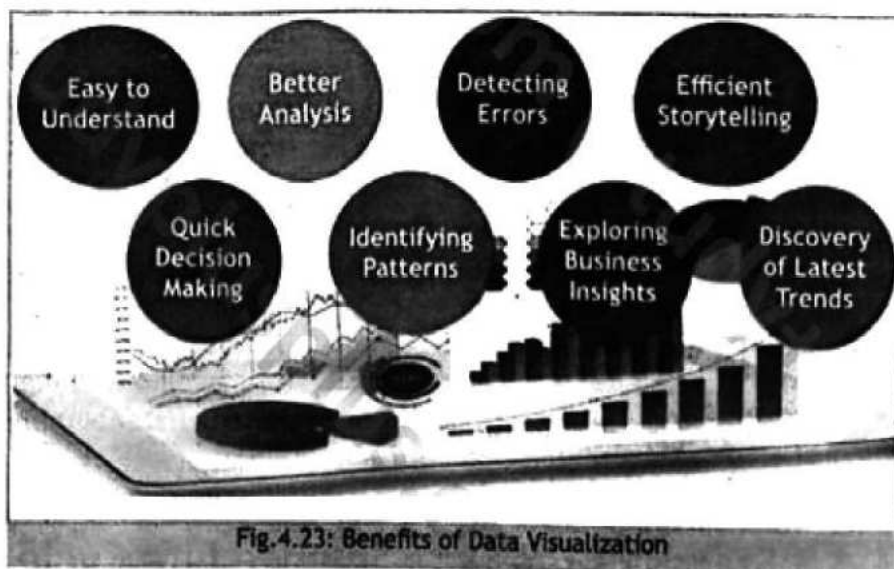 Easy to
Understand
Better
Analysis
Detecting
Errors
Efficient
Storytelling
Quick
Decision
Making
Identifying
Patterns
Exploring
Business
Insights
Discovery
of Latest
Trends
Fig.4.23: Benefits of Data Visualization